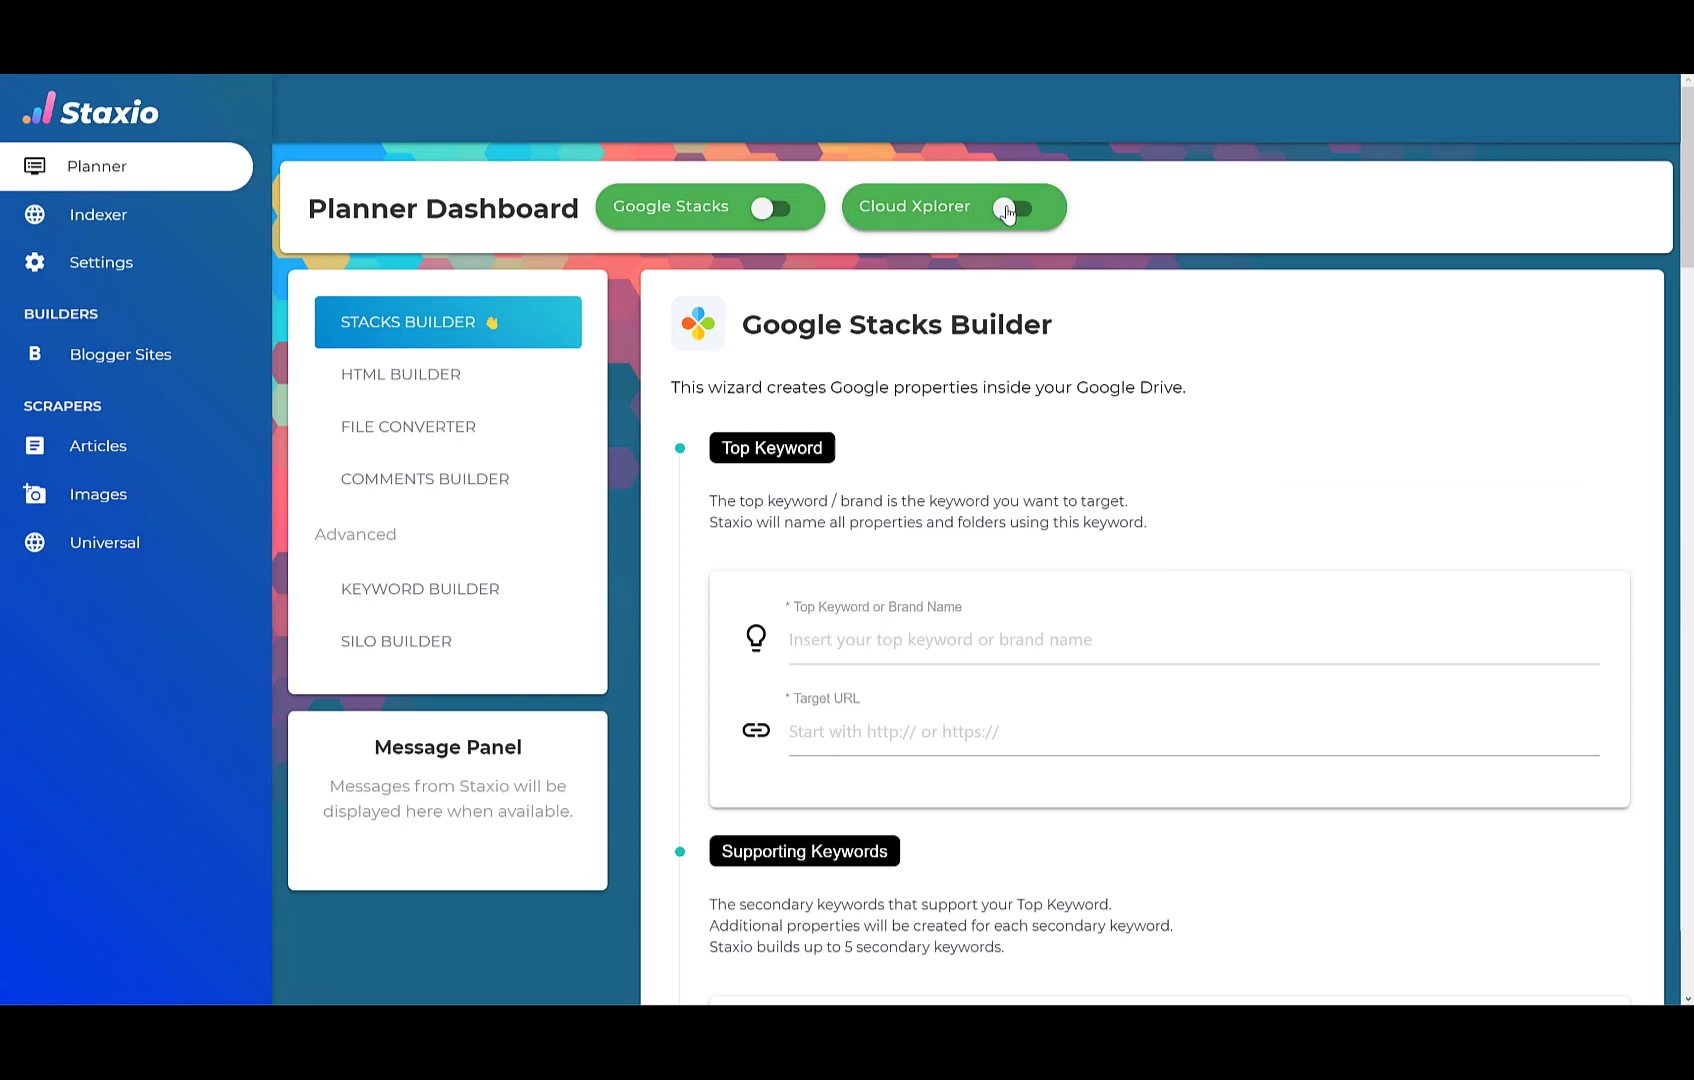 Staxio
Planner
Indexer
Settings
BUILDERS
B Blogger Sites
SCRAPERS
Articles
Images
Universal
Planner Dashboard
Google Stacks
Cloud Xplorer
STACKS BUILDER 👋
HTML BUILDER
FILE CONVERTER
COMMENTS BUILDER
Advanced
KEYWORD BUILDER
SILO BUILDER
Message Panel
Messages from Staxio will be
displayed here when available.
Google Stacks Builder
This wizard creates Google properties inside your Google Drive.
Top Keyword
The top keyword / brand is the keyword you want to target.
Staxio will name all properties and folders using this keyword.
* Top Keyword or Brand Name
Insert your top keyword or brand name
* Target URL
Start with http:// or https://
Supporting Keywords
The secondary keywords that support your Top Keyword.
Additional properties will be created for each secondary keyword.
Staxio builds up to 5 secondary keywords.